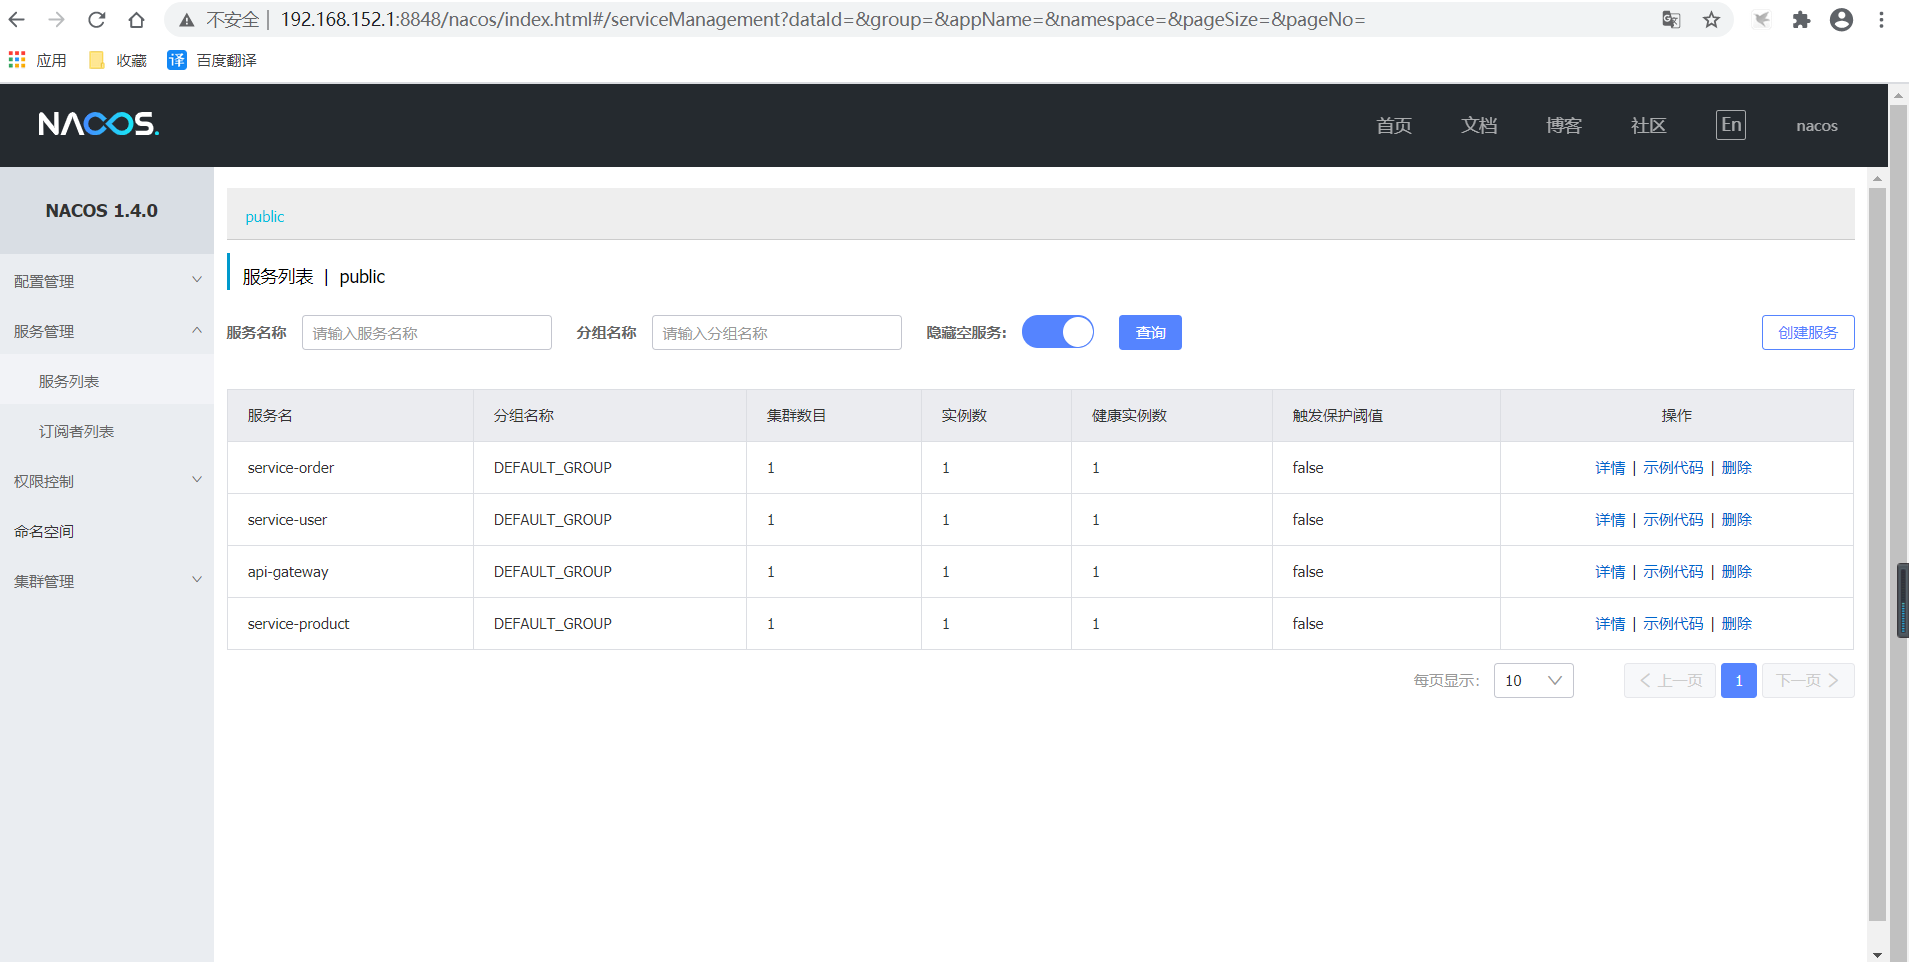 不安全 | 192.168.152.1:8848/nacos/index.html#/serviceManagement?dataId=&group=&appName=&namespace=&pageSize=&pageNo=
应用 收藏 译 百度翻译
NACOS. 首页 文档 博客 社区 En nacos
NACOS 1.4.0
配置管理
服务管理
服务列表
订阅者列表
权限控制
命名空间
集群管理
public
服务列表 | public
服务名称 请输入服务名称 分组名称 请输入分组名称 隐藏空服务: 查询 创建服务
服务名 分组名称 集群数目 实例数 健康实例数 触发保护阈值 操作
service-order DEFAULT_GROUP 1 1 1 false 详情 | 示例代码 | 删除
service-user DEFAULT_GROUP 1 1 1 false 详情 | 示例代码 | 删除
api-gateway DEFAULT_GROUP 1 1 1 false 详情 | 示例代码 | 删除
service-product DEFAULT_GROUP 1 1 1 false 详情 | 示例代码 | 删除
每页显示: 10 上一页 1 下一页